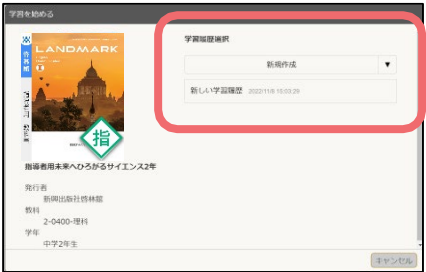 学習を始める
学習履歴選択
新規作成
▼
新しい学習履歴 2022/11/8 15:03:28
LANDMARK
指
指導者用未来へひろがるサイエンス2年
発行者
新興出版社啓林館
教科
2-0400-理科
学年
中学2年生
キャンセル